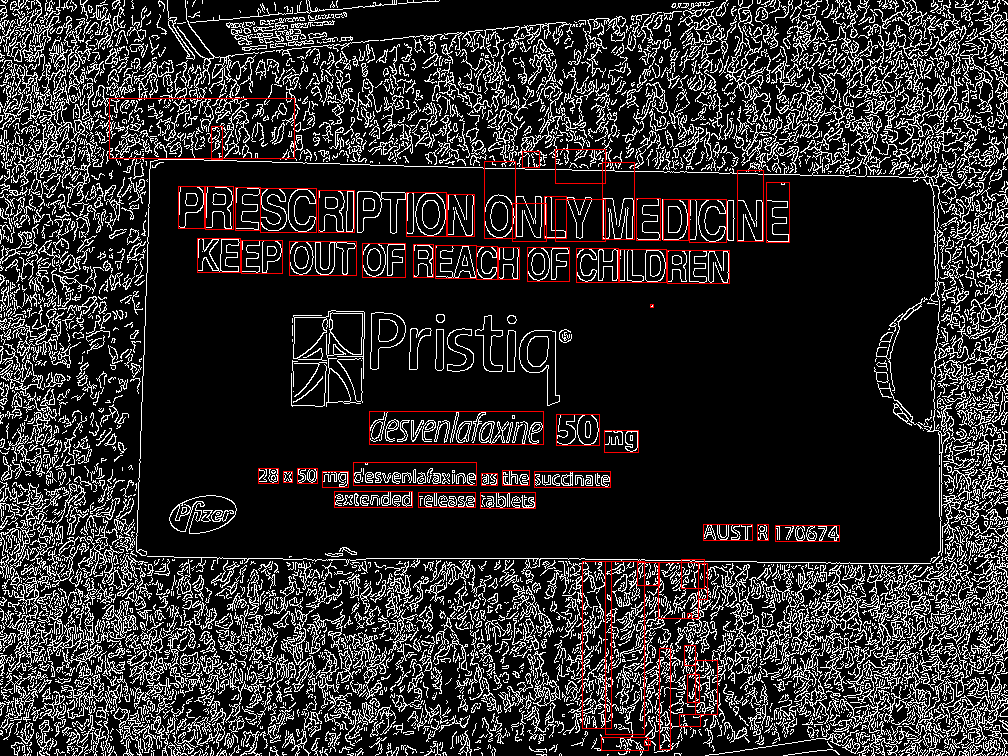 PRESCRIPTION ONLY MEDICINE
KEEP OUT OF REACH OF CHILDREN
Pristiq®
desvenlafaxine 50 mg
28 x 50 mg desvenlafaxine as the succinate
extended release tablets
Pfizer
AUST R 170674